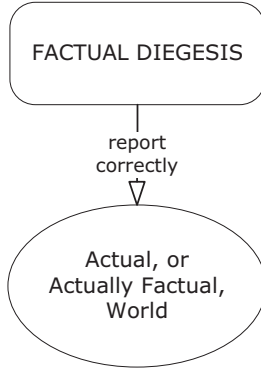 FACTUAL DIEGESIS
report
correctly
Actual, or
Actually Factual,
World